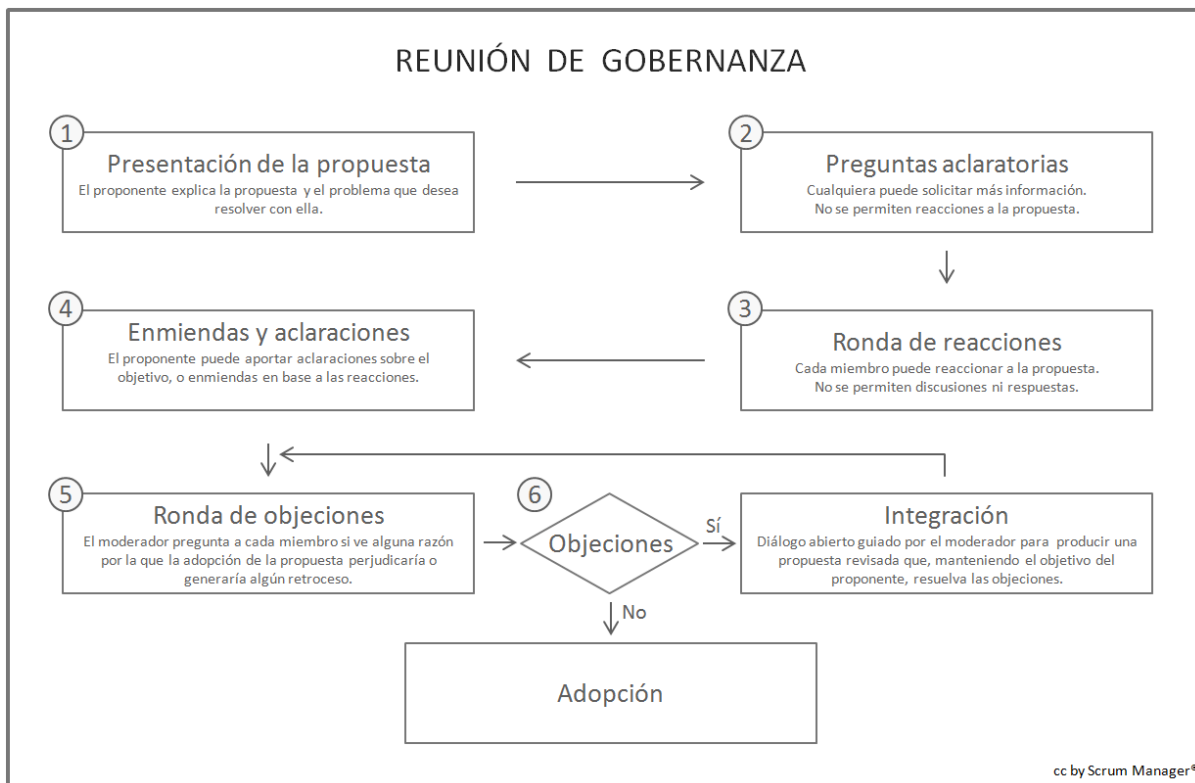 REUNIÓN DE GOBERNANZA
1
Presentación de la propuesta
El proponente explica la propuesta y el problema que desea
resolver con ella.
2
Preguntas aclaratorias
Cualquiera puede solicitar más información.
No se permiten reacciones a la propuesta.
3
Ronda de reacciones
Cada miembro puede reaccionar a la propuesta.
No se permiten discusiones ni respuestas.
4
Enmiendas y aclaraciones
El proponente puede aportar aclaraciones sobre el
objetivo, o enmiendas en base a las reacciones.
5
Ronda de objeciones
El moderador pregunta a cada miembro si ve alguna razón
por la que la adopción de la propuesta perjudicaría o
generaría algún retroceso.
6
Objeciones
Sí
Integración
Diálogo abierto guiado por el moderador para producir una
propuesta revisada que, manteniendo el objetivo del
proponente, resuelva las objeciones.
No
Adopción
cc by Scrum Manager®